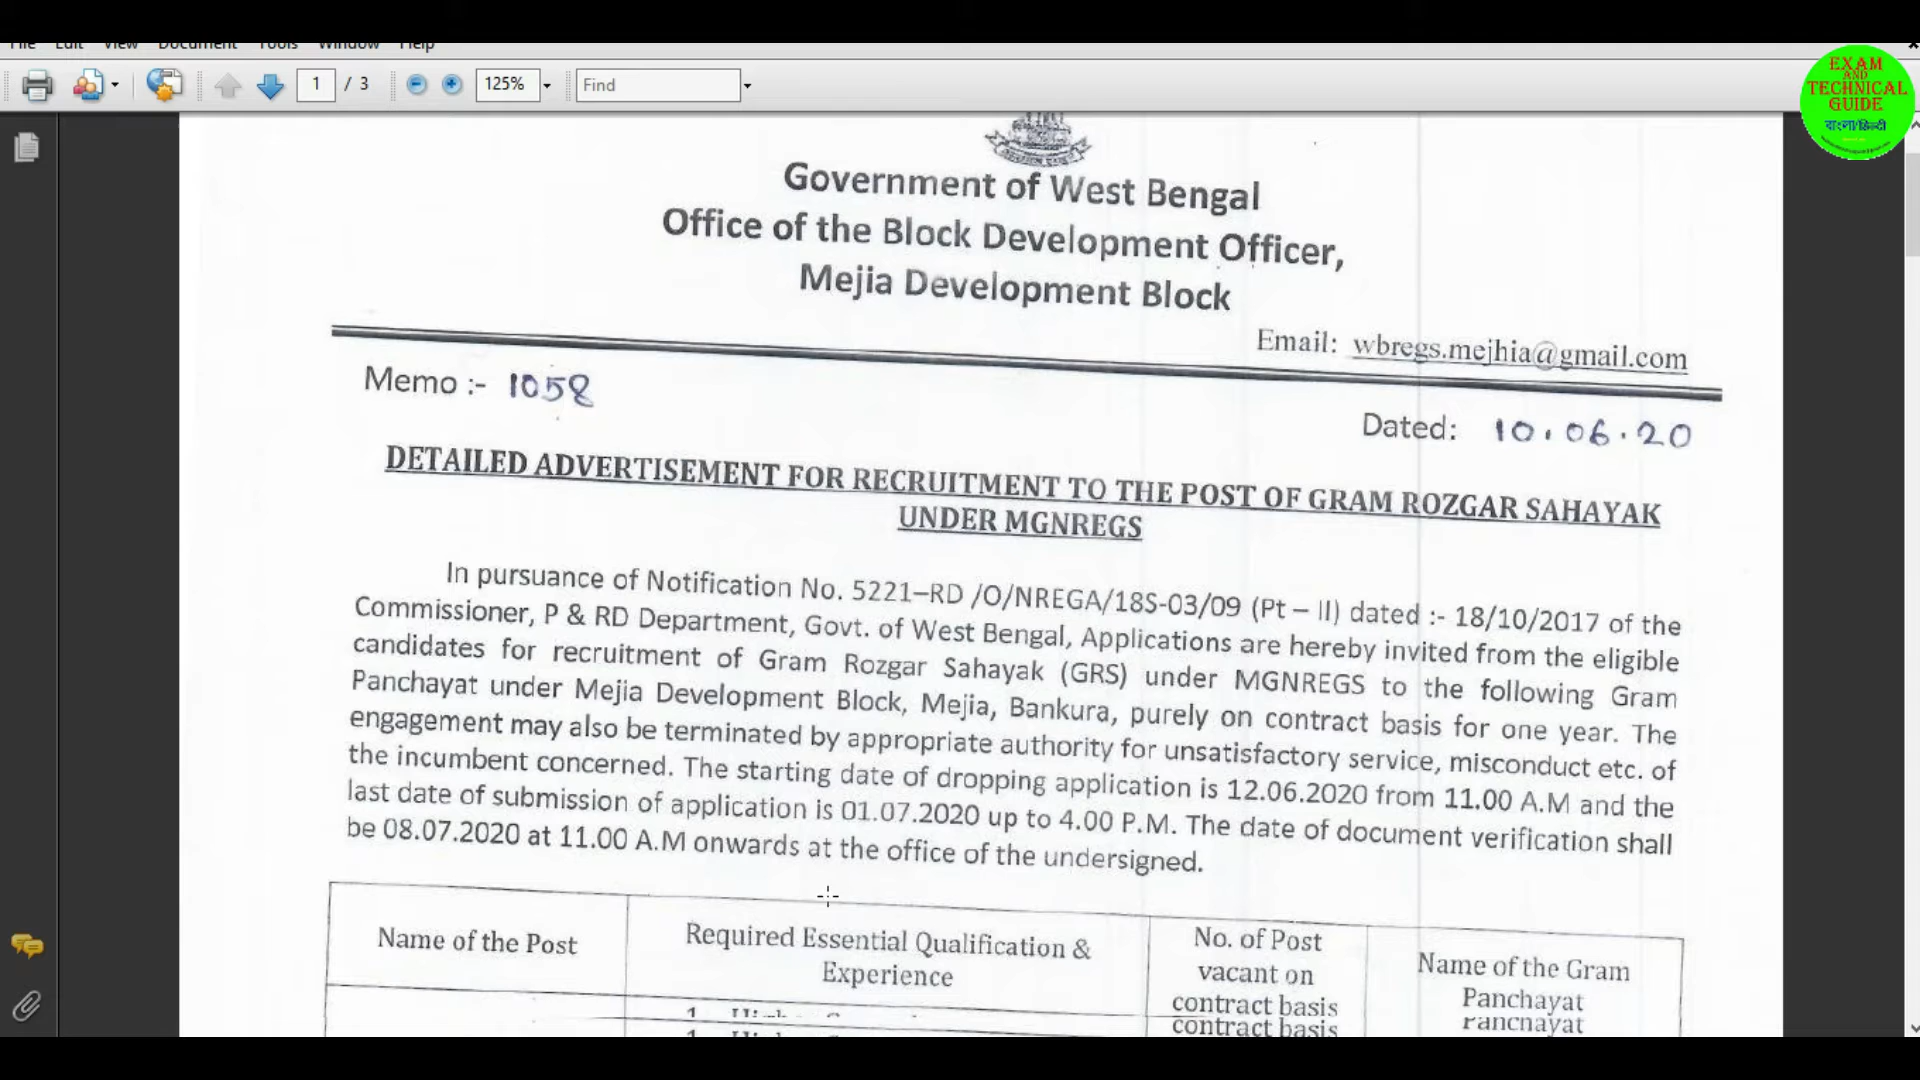 File Edit View Document Tools Window Help
1 / 3 125% Find
EXAM
AND
TECHNICAL
GUIDE
বাংলা/हिन्दी
Government of West Bengal
Office of the Block Development Officer,
Mejia Development Block
Email: wbregs.mejhia@gmail.com
Memo :- 1058
Dated: 10.06.20
DETAILED ADVERTISEMENT FOR RECRUITMENT TO THE POST OF GRAM ROZGAR SAHAYAK
UNDER MGNREGS
In pursuance of Notification No. 5221–RD /O/NREGA/18S-03/09 (Pt – II) dated :- 18/10/2017 of the
Commissioner, P & RD Department, Govt. of West Bengal, Applications are hereby invited from the eligible
candidates for recruitment of Gram Rozgar Sahayak (GRS) under MGNREGS to the following Gram
Panchayat under Mejia Development Block, Mejia, Bankura, purely on contract basis for one year. The
engagement may also be terminated by appropriate authority for unsatisfactory service, misconduct etc. of
the incumbent concerned. The starting date of dropping application is 12.06.2020 from 11.00 A.M and the
last date of submission of application is 01.07.2020 up to 4.00 P.M. The date of document verification shall
be 08.07.2020 at 11.00 A.M onwards at the office of the undersigned.
Name of the Post
Required Essential Qualification &
Experience
No. of Post
vacant on
contract basis
contract basis
Name of the Gram
Panchayat
Panchayat